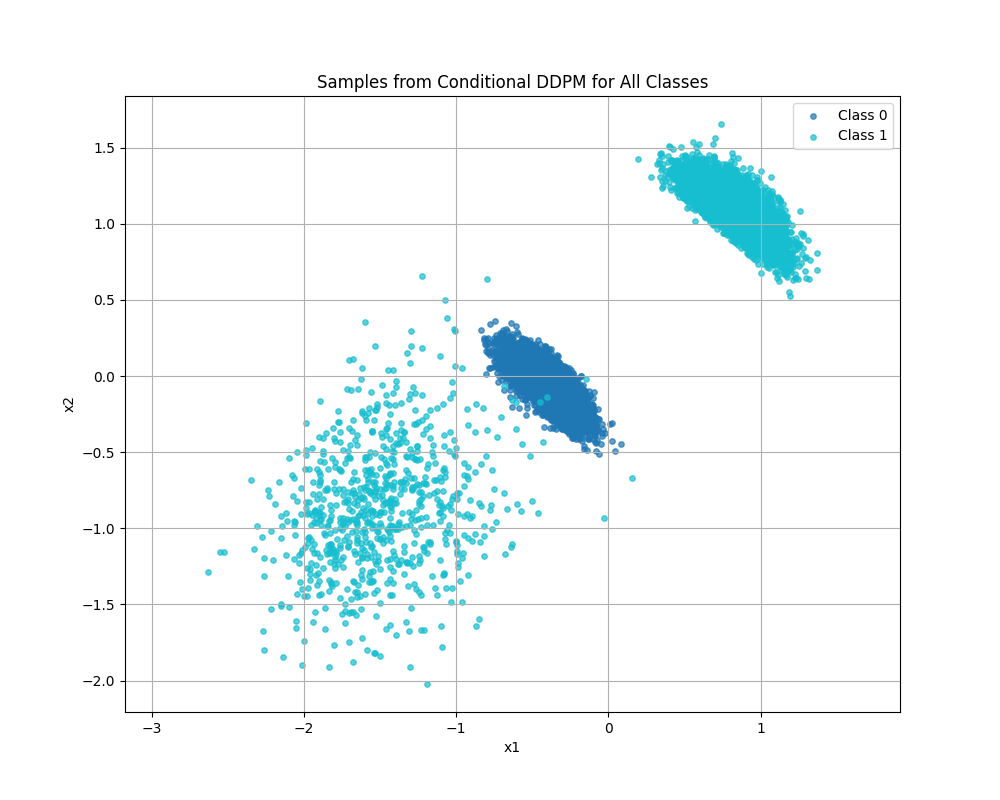 Samples from Conditional DDPM for All Classes
Class 0
Class 1
1.5
1.0
0.5
0.0
−0.5
−1.0
−1.5
−2.0
x2
−3
−2
−1
0
1
x1